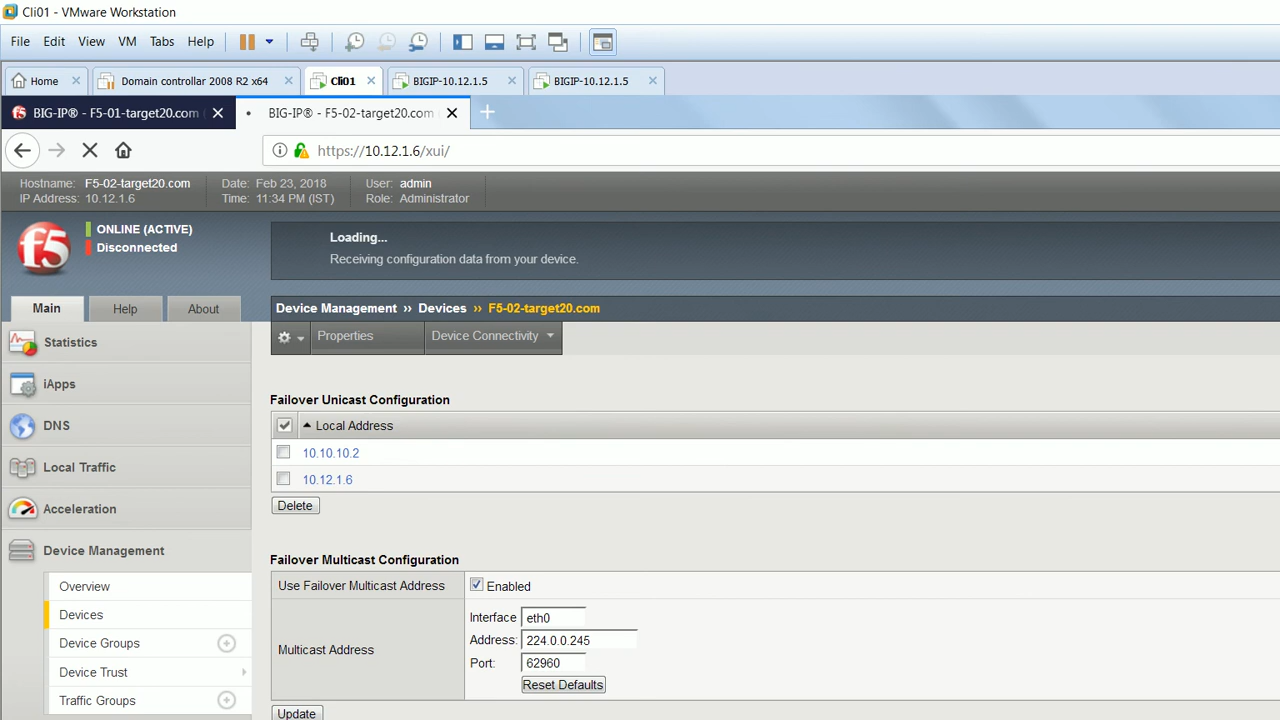 Cli01 - VMware Workstation
File Edit View VM Tabs Help
Home Domain controller 2008 R2 x64 Cli01 BIGIP-10.12.1.5 BIGIP-10.12.1.5
BIG-IP® - F5-01-target20.com BIG-IP® - F5-02-target20.com
https://10.12.1.6/xui/
Hostname: F5-02-target20.com Date: Feb 23, 2018 User: admin
IP Address: 10.12.1.6 Time: 11:34 PM (IST) Role: Administrator
f5
ONLINE (ACTIVE)
Disconnected
Loading...
Receiving configuration data from your device.
Main Help About
Device Management ›› Devices ›› F5-02-target20.com
Properties Device Connectivity
Statistics
iApps
DNS
Local Traffic
Acceleration
Device Management
Overview
Devices
Device Groups
Device Trust
Traffic Groups
Failover Unicast Configuration
Local Address
10.10.10.2
10.12.1.6
Delete
Failover Multicast Configuration
Use Failover Multicast Address Enabled
Multicast Address
Interface eth0
Address: 224.0.0.245
Port: 62960
Reset Defaults
Update